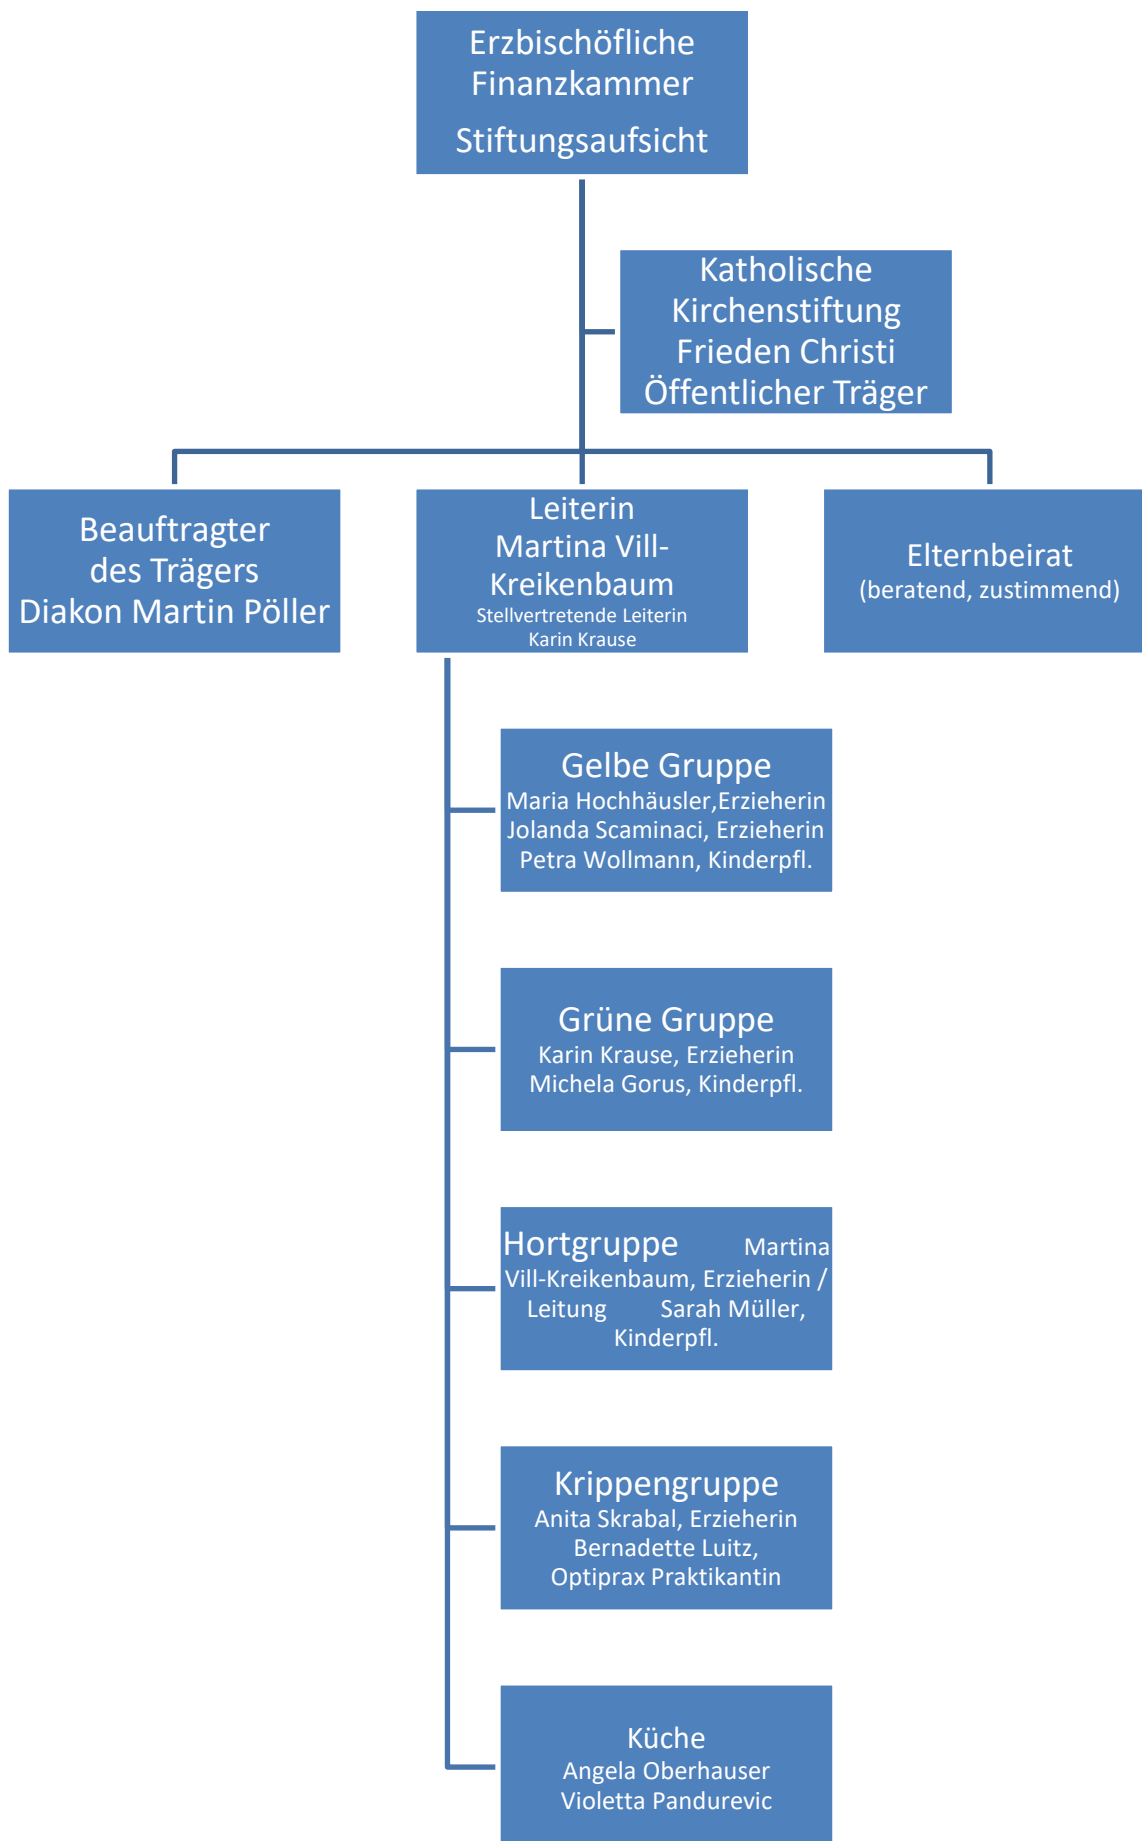 Erzbischöfliche
Finanzkammer
Stiftungsaufsicht
Katholische
Kirchenstiftung
Frieden Christi
Öffentlicher Träger
Beauftragter
des Trägers
Diakon Martin Pöller
Leiterin
Martina Vill-
Kreikenbaum
Stellvertretende Leiterin
Karin Krause
Elternbeirat
(beratend, zustimmend)
Gelbe Gruppe
Maria Hochhäusler,Erzieherin
Jolanda Scaminaci, Erzieherin
Petra Wollmann, Kinderpfl.
Grüne Gruppe
Karin Krause, Erzieherin
Michela Gorus, Kinderpfl.
Hortgruppe Martina
Vill-Kreikenbaum, Erzieherin /
Leitung Sarah Müller,
Kinderpfl.
Krippengruppe
Anita Skrabal, Erzieherin
Bernadette Luitz,
Optiprax Praktikantin
Küche
Angela Oberhauser
Violetta Pandurevic